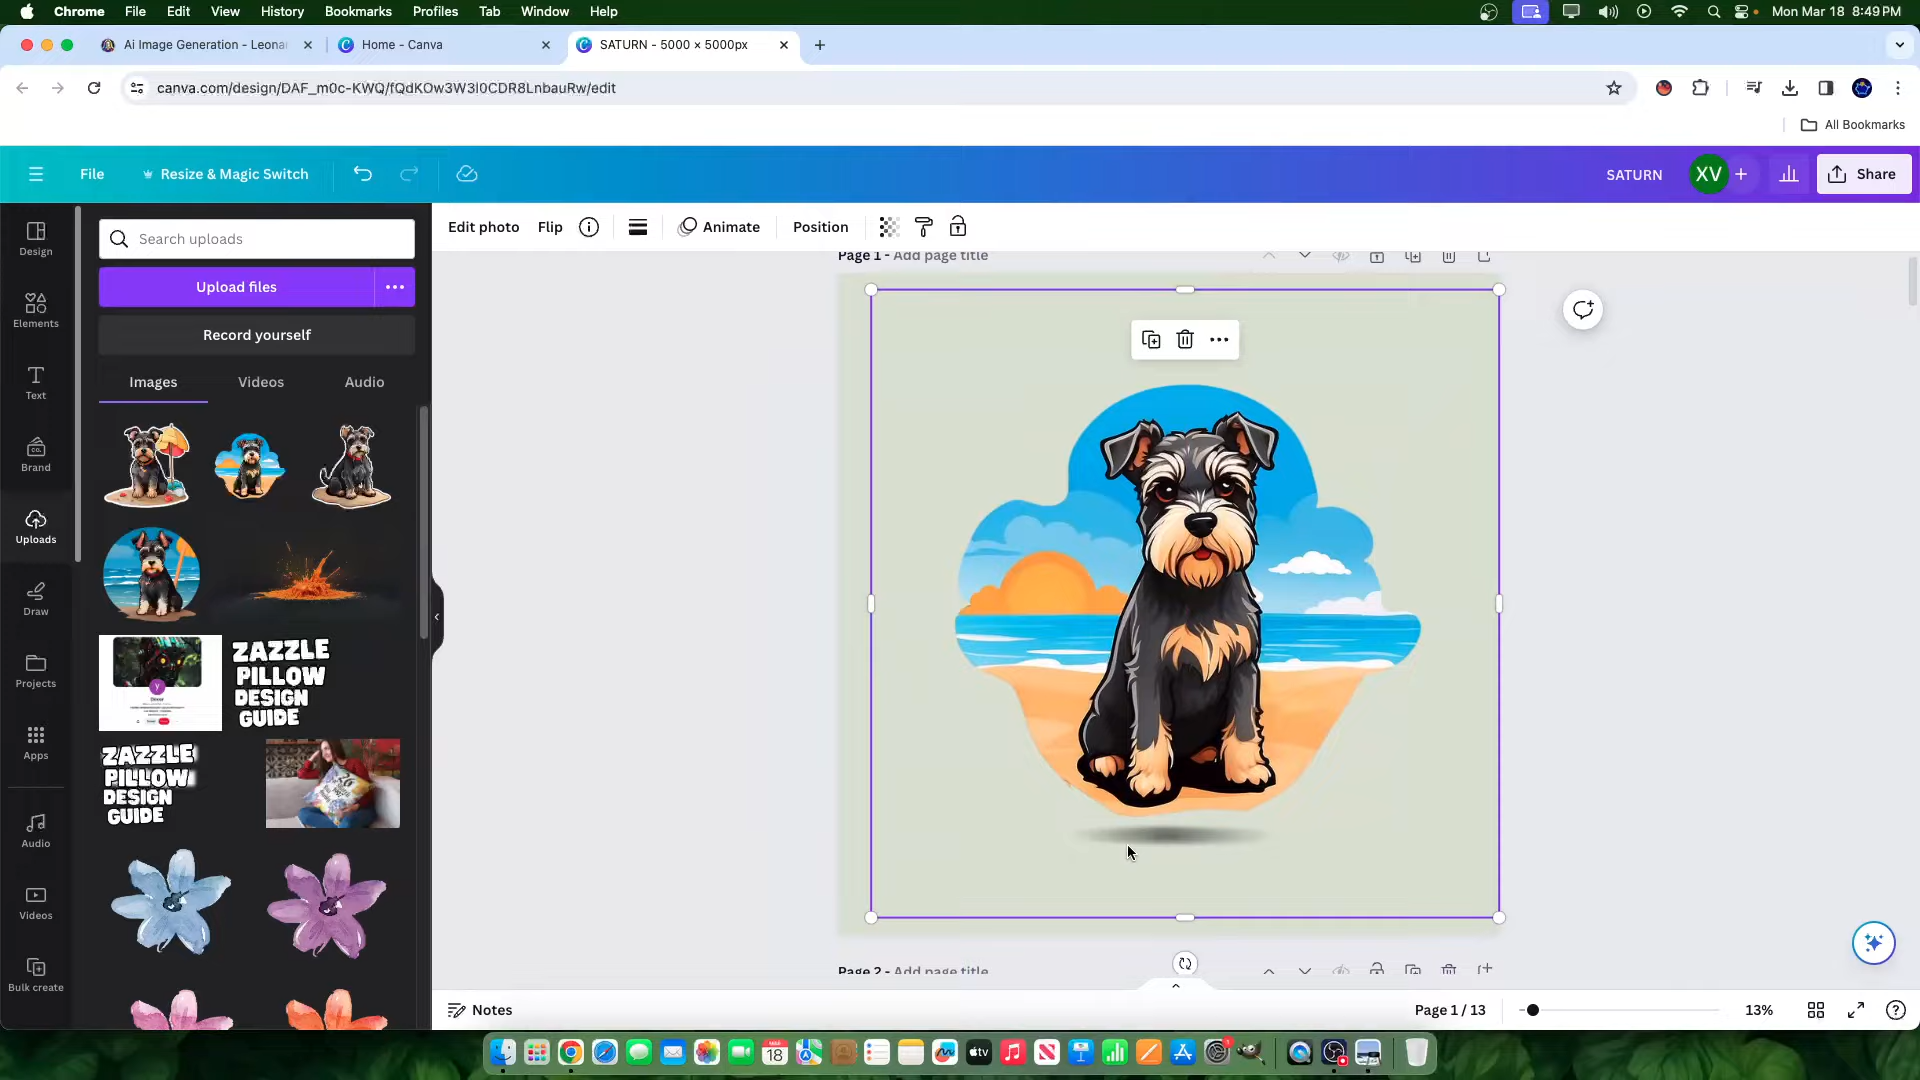 Chrome File Edit View History Bookmarks Profiles Tab Window Help
Mon Mar 18 8:49 PM
Ai Image Generation - Leona
Home - Canva
SATURN - 5000 × 5000px
canva.com/design/DAF_m0c-KWQ/fQdKOw3W3I0CDR8LnbauRw/edit
All Bookmarks
File
Resize & Magic Switch
SATURN
XV
Share
Design
Elements
Text
Brand
Uploads
Draw
Projects
Apps
Audio
Videos
Bulk create
Search uploads
Upload files
Record yourself
Images
Videos
Audio
ZAZZLE
PILLOW
DESIGN
GUIDE
ZAZZLE
PILLOW
DESIGN
GUIDE
Edit photo
Flip
Animate
Position
Page 1 - Add page title
Page 2 - Add page title
Notes
Page 1 / 13
13%
18
1
tv